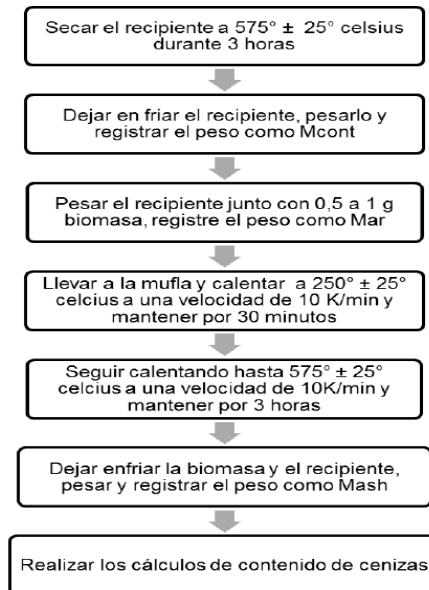 Secar el recipiente a 575° ± 25° celsius
durante 3 horas
Dejar en friar el recipiente, pesarlo y
registrar el peso como Mcont
Pesar el recipiente junto con 0,5 a 1 g
biomasa, registre el peso como Mar
Llevar a la mufla y calentar a 250° ± 25°
celcius a una velocidad de 10 K/min y
mantener por 30 minutos
Seguir calentando hasta 575° ± 25°
celcius a una velocidad de 10K/min y
mantener por 3 horas
Dejar enfriar la biomasa y el recipiente,
pesar y registrar el peso como Mash
Realizar los cálculos de contenido de cenizas